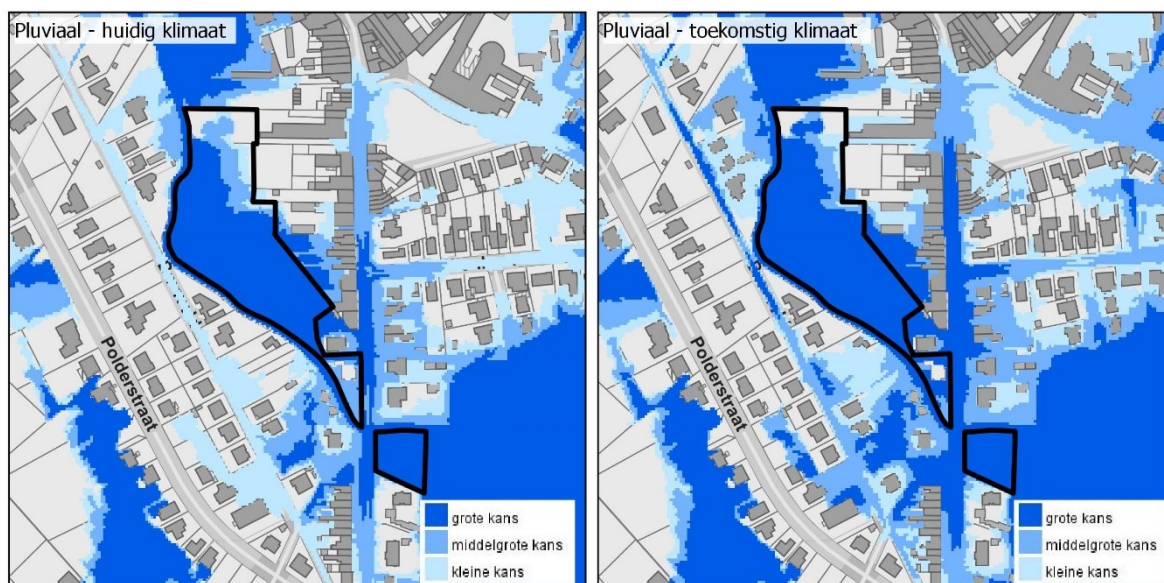 Pluviaal - huidig klimaat
Polderstraat
grote kans
middelgrote kans
kleine kans
Pluviaal - toekomstig klimaat
Polderstraat
grote kans
middelgrote kans
kleine kans